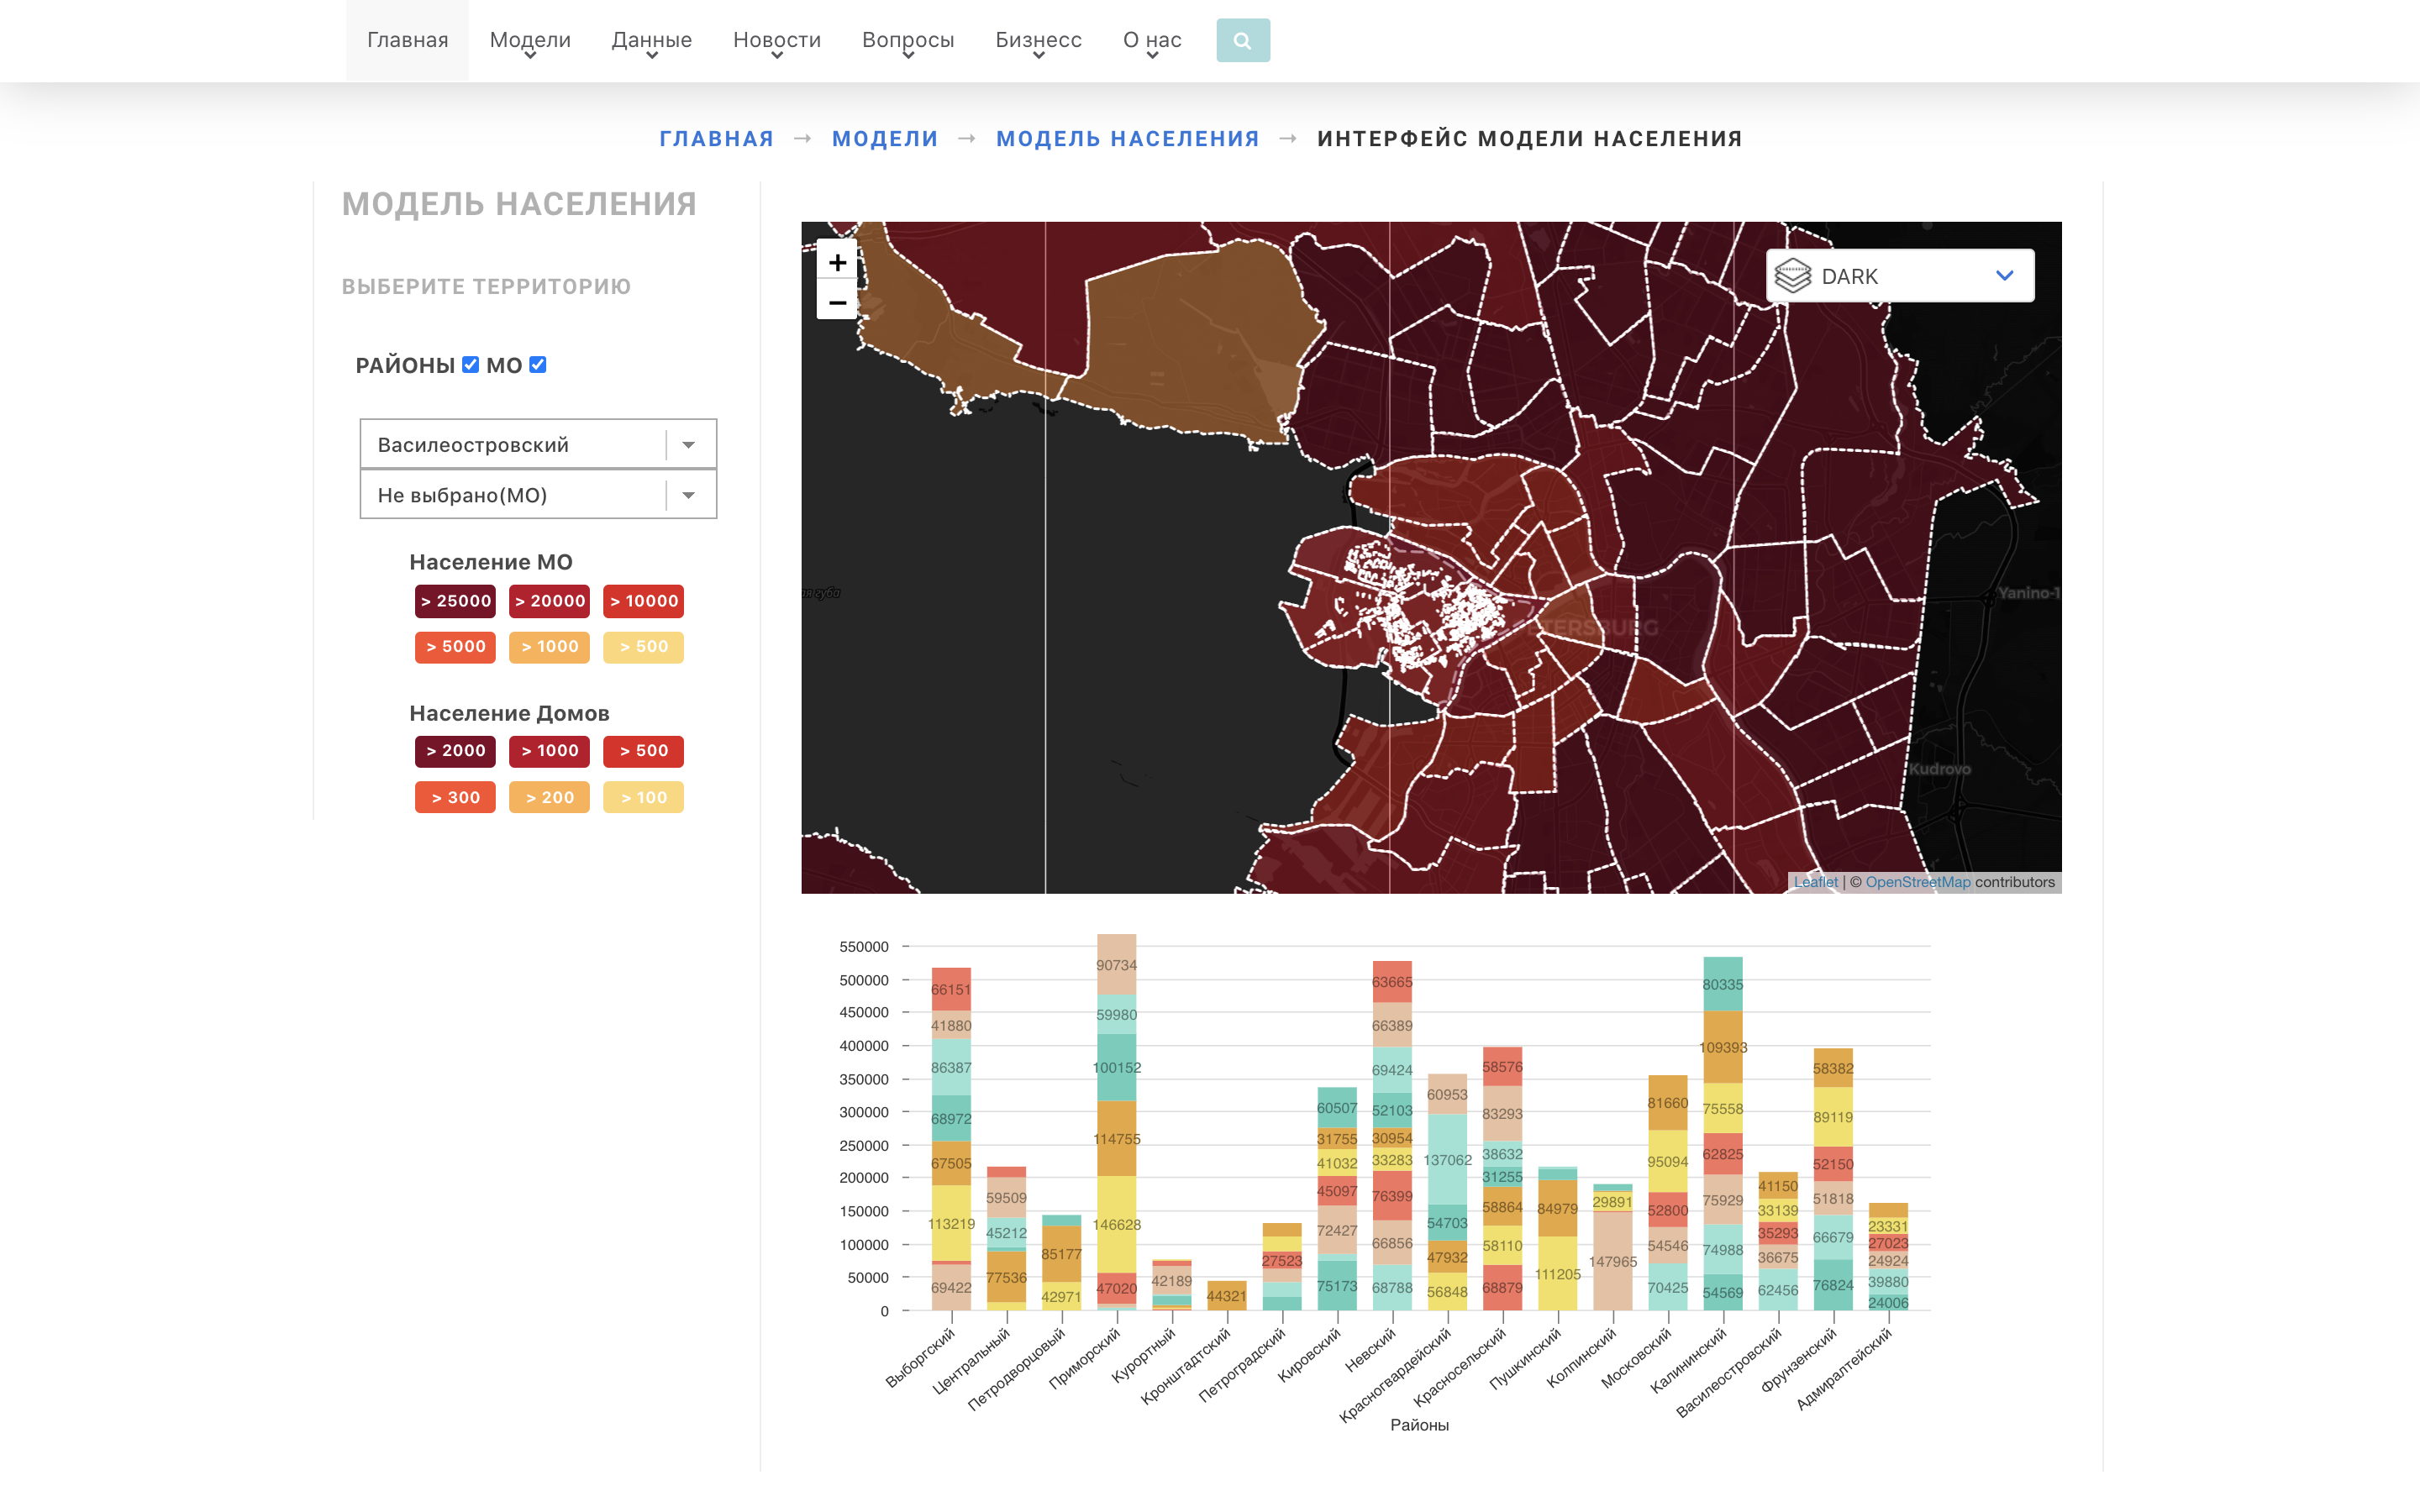 Главная Модели Данные Новости Вопросы Бизнесс О нас
ГЛАВНАЯ → МОДЕЛИ → МОДЕЛЬ НАСЕЛЕНИЯ → ИНТЕРФЕЙС МОДЕЛИ НАСЕЛЕНИЯ
МОДЕЛЬ НАСЕЛЕНИЯ
ВЫБЕРИТЕ ТЕРРИТОРИЮ
РАЙОНЫ МО
Василеостровский
Не выбрано(МО)
Население МО
> 25000 > 20000 > 10000
> 5000 > 1000 > 500
Население Домов
> 2000 > 1000 > 500
> 300 > 200 > 100
+
−
DARK
Yanino-1
Kudrovo
Leaflet | © OpenStreetMap contributors
550000
500000
450000
400000
350000
300000
250000
200000
150000
100000
50000
0
66151
41880
86387
68972
67505
113219
69422
59509
45212
77536
85177
42971
90734
59980
100152
114755
146628
47020
42189
44321
27523
60507
31755
41032
45097
72427
75173
63665
66389
69424
52103
30954
33283
76399
66856
68788
60953
137062
54703
47932
56848
58576
83293
38632
31255
58864
58110
68879
84979
111205
29891
147965
81660
95094
52800
54546
70425
80335
109393
75558
62825
75929
74988
54569
41150
33139
35293
36675
62456
58382
89119
52150
51818
66679
76824
23331
27023
24924
39880
24006
Выборгский
Центральный
Петродворцовый
Приморский
Курортный
Кронштадтский
Петроградский
Кировский
Невский
Красногвардейский
Красносельский
Пушкинский
Колпинский
Московский
Калининский
Василеостровский
Фрунзенский
Адмиралтейский
Районы